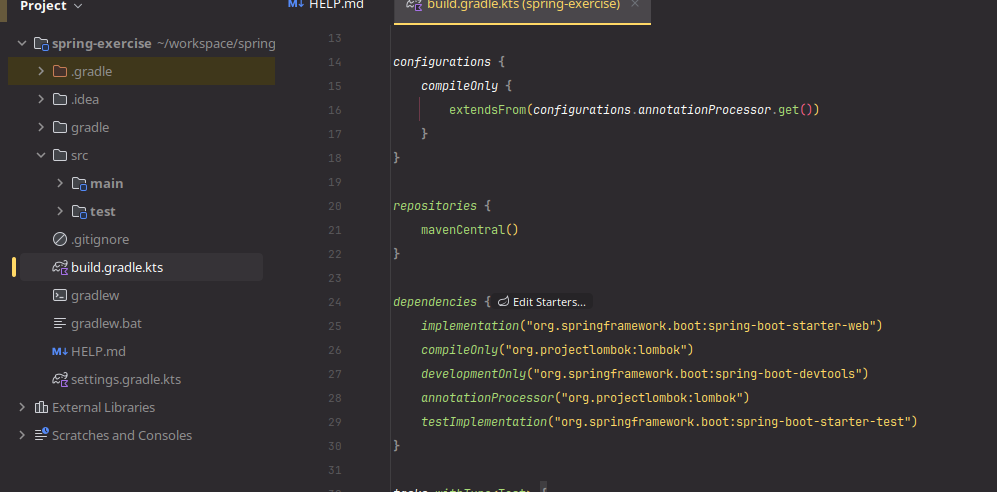 Project
spring-exercise ~/workspace/spring
.gradle
.idea
gradle
src
main
test
.gitignore
build.gradle.kts
gradlew
gradlew.bat
M↓ HELP.md
settings.gradle.kts
External Libraries
Scratches and Consoles
M↓ HELP.md
build.gradle.kts (spring-exercise)
13
14 configurations {
15 compileOnly {
16 extendsFrom(configurations.annotationProcessor.get())
17 }
18 }
19
20 repositories {
21 mavenCentral()
22 }
23
24 dependencies { Edit Starters...
25 implementation("org.springframework.boot:spring-boot-starter-web")
26 compileOnly("org.projectlombok:lombok")
27 developmentOnly("org.springframework.boot:spring-boot-devtools")
28 annotationProcessor("org.projectlombok:lombok")
29 testImplementation("org.springframework.boot:spring-boot-starter-test")
30 }
31
tasks.withType<Test> {